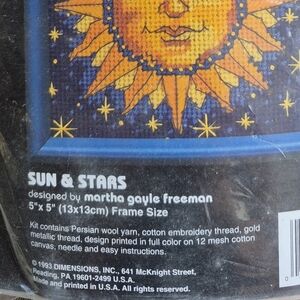 SUN & STARS
designed by martha gayle freeman
5" x 5" (13x13cm) Frame Size
Kit contains Persian wool yarn, cotton embroidery thread, gold
metallic thread, design printed in full color on 12 mesh cotton
canvas, needle and easy instructions.
© 1993 DIMENSIONS, INC., 641 McKnight Street,
Reading, PA 19601-2499 U.S.A.
Made and printed in U.S.A. All rights reserved.
0